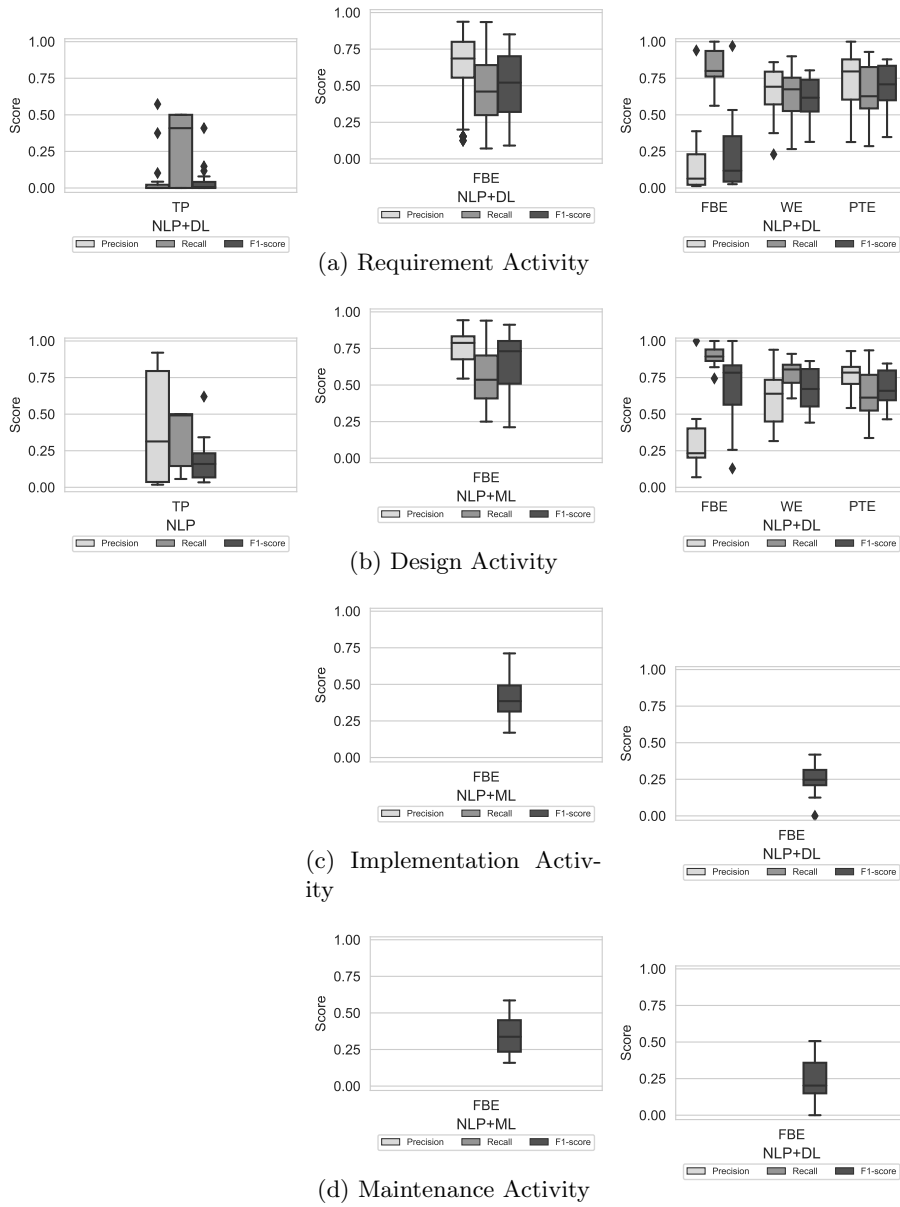 1.00
0.75
0.50
0.25
0.00
Score
TP
NLP+DL
Precision Recall F1-score
1.00
0.75
0.50
0.25
0.00
Score
FBE
NLP+DL
Precision Recall F1-score
1.00
0.75
0.50
0.25
0.00
Score
FBE WE PTE
NLP+DL
Precision Recall F1-score
(a) Requirement Activity
1.00
0.75
0.50
0.25
0.00
Score
TP
NLP
Precision Recall F1-score
1.00
0.75
0.50
0.25
0.00
Score
FBE
NLP+ML
Precision Recall F1-score
1.00
0.75
0.50
0.25
0.00
Score
FBE WE PTE
NLP+DL
Precision Recall F1-score
(b) Design Activity
1.00
0.75
0.50
0.25
0.00
Score
FBE
NLP+ML
Precision Recall F1-score
1.00
0.75
0.50
0.25
0.00
Score
FBE
NLP+DL
Precision Recall F1-score
(c) Implementation Activ-
ity
1.00
0.75
0.50
0.25
0.00
Score
FBE
NLP+ML
Precision Recall F1-score
1.00
0.75
0.50
0.25
0.00
Score
FBE
NLP+DL
Precision Recall F1-score
(d) Maintenance Activity